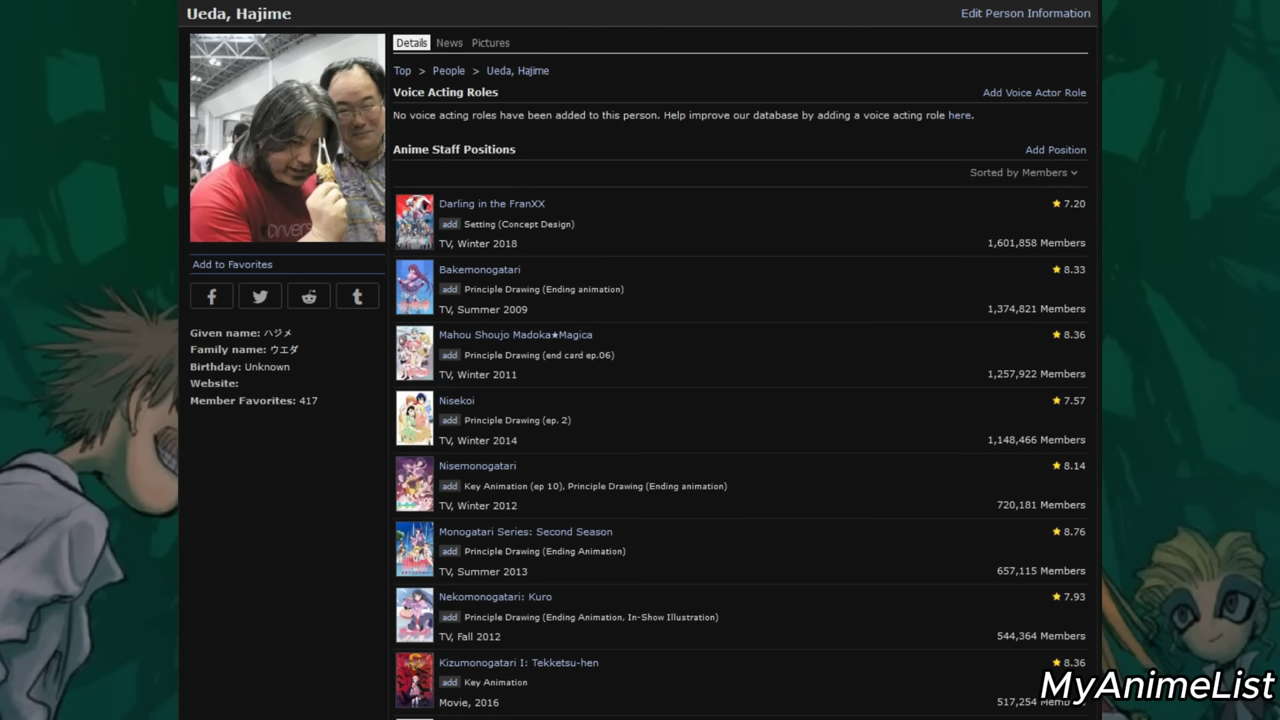 Ueda, Hajime
Edit Person Information
Details News Pictures
Top > People > Ueda, Hajime
Voice Acting Roles
Add Voice Actor Role
No voice acting roles have been added to this person. Help improve our database by adding a voice acting role here.
Anime Staff Positions
Add Position
Sorted by Members
Darling in the FranXX
7.20
add Setting (Concept Design)
TV, Winter 2018
1,601,858 Members
Bakemonogatari
8.33
add Principle Drawing (Ending animation)
TV, Summer 2009
1,374,821 Members
Mahou Shoujo Madoka★Magica
8.36
add Principle Drawing (end card ep.06)
TV, Winter 2011
1,257,922 Members
Nisekoi
7.57
add Principle Drawing (ep. 2)
TV, Winter 2014
1,148,466 Members
Nisemonogatari
8.14
add Key Animation (ep 10), Principle Drawing (Ending animation)
TV, Winter 2012
720,181 Members
Monogatari Series: Second Season
8.76
add Principle Drawing (Ending Animation)
TV, Summer 2013
657,115 Members
Nekomonogatari: Kuro
7.93
add Principle Drawing (Ending Animation, In-Show Illustration)
TV, Fall 2012
544,364 Members
Kizumonogatari I: Tekketsu-hen
8.36
add Key Animation
Movie, 2016
517,254
Add to Favorites
Given name: ハジメ
Family name: ウエダ
Birthday: Unknown
Website:
Member Favorites: 417
MyAnimeList